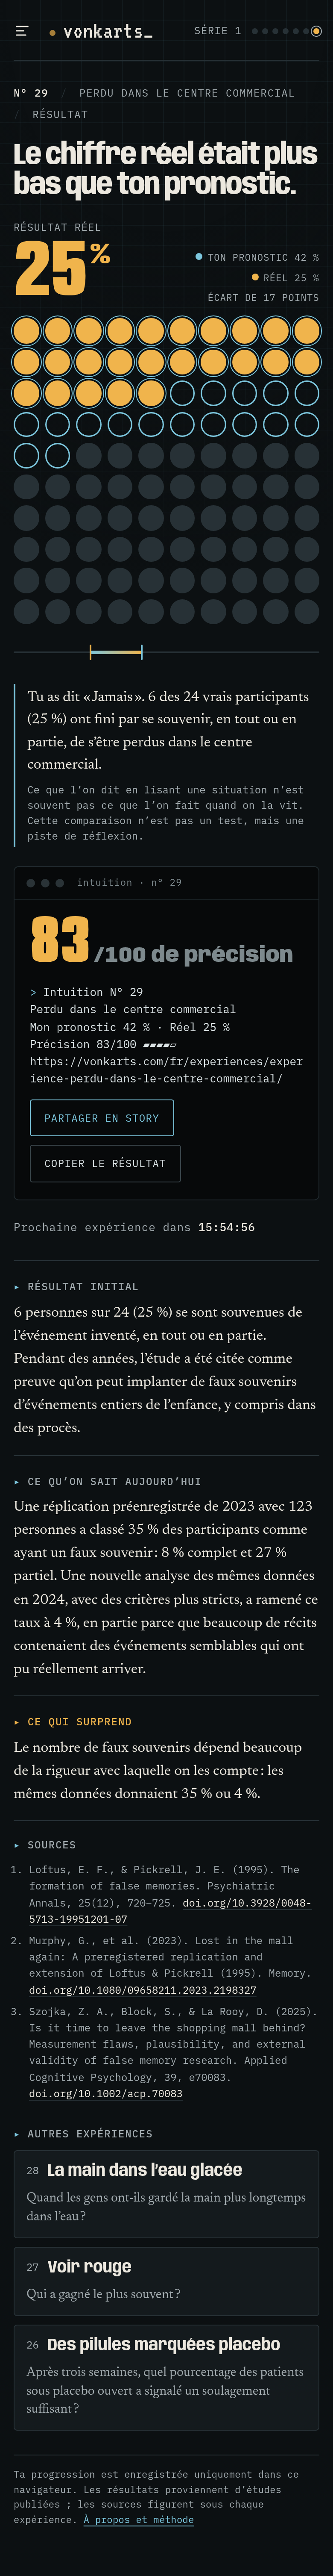 vonkarts_ SÉRIE 1
N° 29 / PERDU DANS LE CENTRE COMMERCIAL
/ RÉSULTAT
Le chiffre réel était plus
bas que ton pronostic.
RÉSULTAT RÉEL
25%
TON PRONOSTIC 42 %
RÉEL 25 %
ÉCART DE 17 POINTS
Tu as dit « Jamais ». 6 des 24 vrais participants
(25 %) ont fini par se souvenir, en tout ou en
partie, de s’être perdus dans le centre
commercial.
Ce que l’on dit en lisant une situation n’est
souvent pas ce que l’on fait quand on la vit.
Cette comparaison n’est pas un test, mais une
piste de réflexion.
intuition · n° 29
83/100 de précision
> Intuition N° 29
Perdu dans le centre commercial
Mon pronostic 42 % · Réel 25 %
Précision 83/100 ▰▰▰▰▱
https://vonkarts.com/fr/experiences/exper
ience-perdu-dans-le-centre-commercial/
PARTAGER EN STORY
COPIER LE RÉSULTAT
Prochaine expérience dans 15:54:56
▸ RÉSULTAT INITIAL
6 personnes sur 24 (25 %) se sont souvenues de
l’événement inventé, en tout ou en partie.
Pendant des années, l’étude a été citée comme
preuve qu’on peut implanter de faux souvenirs
d’événements entiers de l’enfance, y compris dans
des procès.
▸ CE QU’ON SAIT AUJOURD’HUI
Une réplication préenregistrée de 2023 avec 123
personnes a classé 35 % des participants comme
ayant un faux souvenir : 8 % complet et 27 %
partiel. Une nouvelle analyse des mêmes données
en 2024, avec des critères plus stricts, a ramené ce
taux à 4 %, en partie parce que beaucoup de récits
contenaient des événements semblables qui ont
pu réellement arriver.
▸ CE QUI SURPREND
Le nombre de faux souvenirs dépend beaucoup
de la rigueur avec laquelle on les compte : les
mêmes données donnaient 35 % ou 4 %.
▸ SOURCES
1. Loftus, E. F., & Pickrell, J. E. (1995). The
formation of false memories. Psychiatric
Annals, 25(12), 720–725. doi.org/10.3928/0048-
5713-19951201-07
2. Murphy, G., et al. (2023). Lost in the mall
again: A preregistered replication and
extension of Loftus & Pickrell (1995). Memory.
doi.org/10.1080/09658211.2023.2198327
3. Szojka, Z. A., Block, S., & La Rooy, D. (2025).
Is it time to leave the shopping mall behind?
Measurement flaws, plausibility, and external
validity of false memory research. Applied
Cognitive Psychology, 39, e70083.
doi.org/10.1002/acp.70083
▸ AUTRES EXPÉRIENCES
28 La main dans l’eau glacée
Quand les gens ont-ils gardé la main plus longtemps
dans l’eau ?
27 Voir rouge
Qui a gagné le plus souvent ?
26 Des pilules marquées placebo
Après trois semaines, quel pourcentage des patients
sous placebo ouvert a signalé un soulagement
suffisant ?
Ta progression est enregistrée uniquement dans ce
navigateur. Les résultats proviennent d’études
publiées ; les sources figurent sous chaque
expérience. À propos et méthode